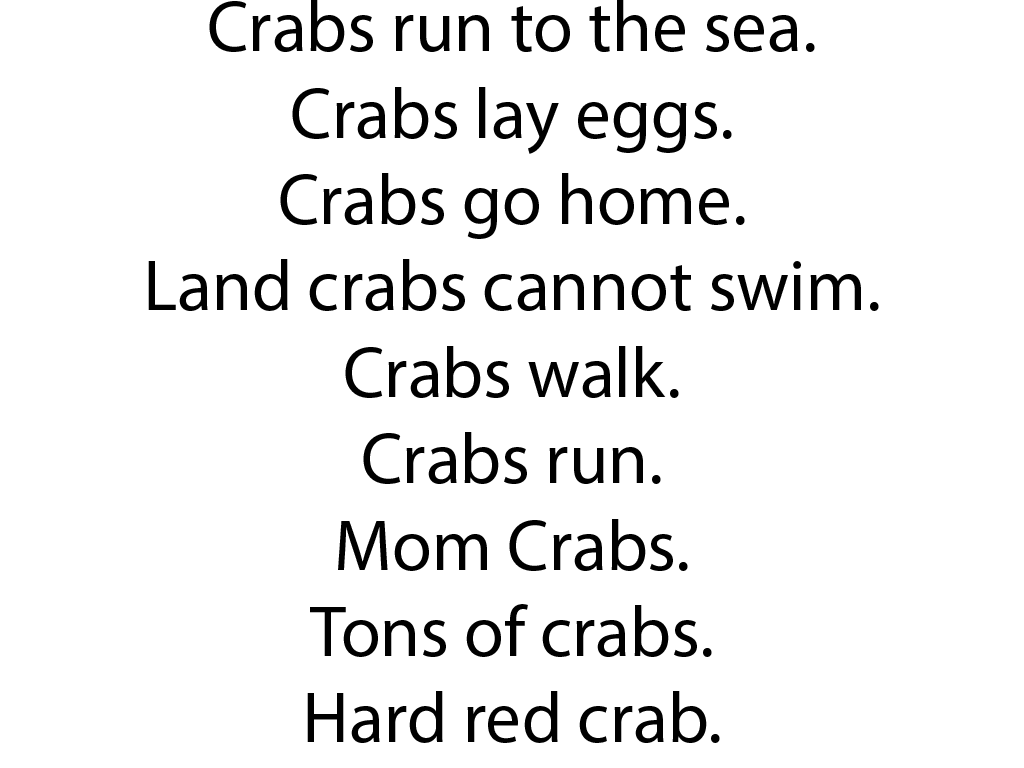 Crabs run to the sea.
Crabs lay eggs.
Crabs go home.
Land crabs cannot swim.
Crabs walk.
Crabs run.
Mom Crabs.
Tons of crabs.
Hard red crab.